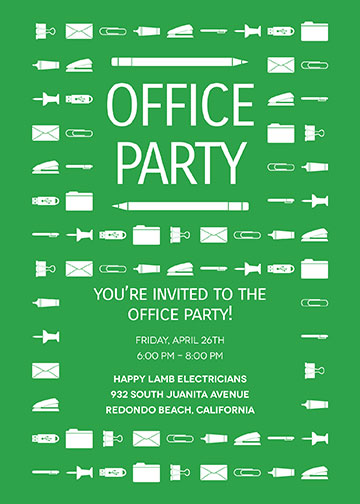 OFFICE
PARTY
YOU'RE INVITED TO THE
OFFICE PARTY!
FRIDAY, APRIL 26TH
6:00 PM – 8:00 PM
HAPPY LAMB ELECTRICIANS
932 SOUTH JUANITA AVENUE
REDONDO BEACH, CALIFORNIA